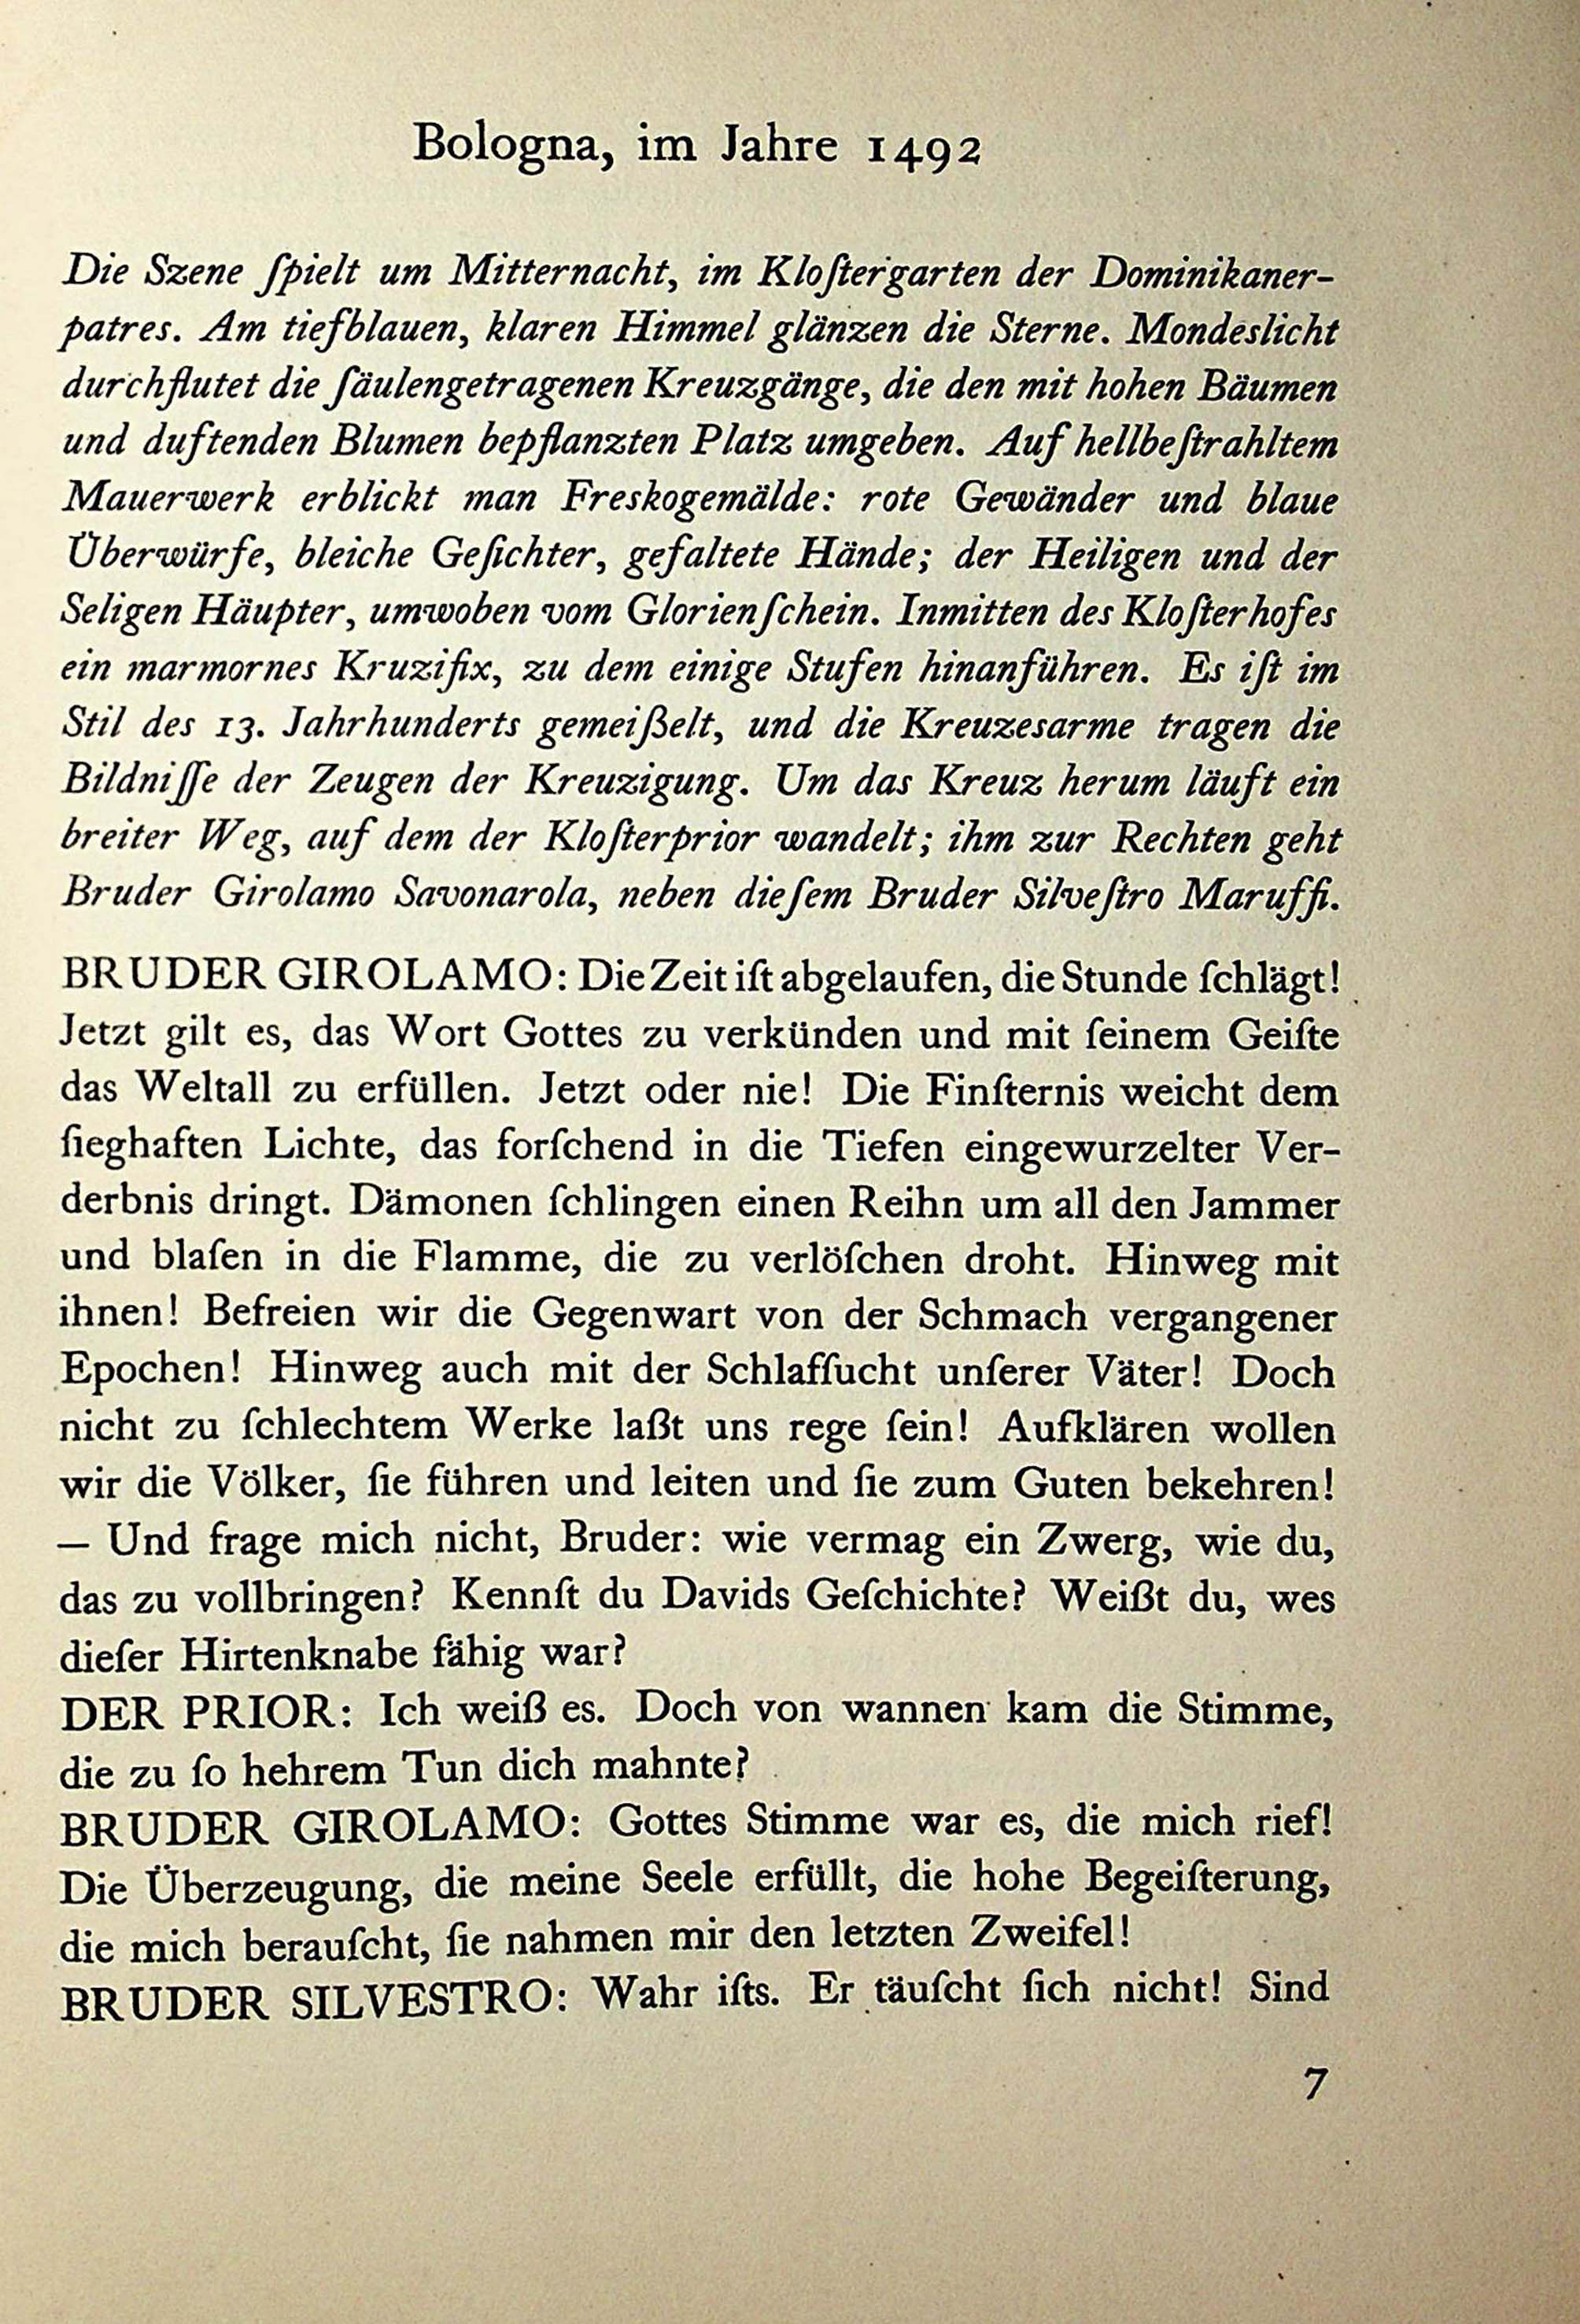 Bologna, im Jahre 1492
Die Szene ſpielt um Mitternacht, im Kloſtergarten der Dominikaner-
patres. Am tiefblauen, klaren Himmel glänzen die Sterne. Mondeslicht
durchflutet die ſäulengetragenen Kreuzgänge, die den mit hohen Bäumen
und duftenden Blumen bepflanzten Platz umgeben. Auf hellbeſtrahltem
Mauerwerk erblickt man Freskogemälde: rote Gewänder und blaue
Überwürfe, bleiche Geſichter, gefaltete Hände; der Heiligen und der
Seligen Häupter, umwoben vom Glorienſchein. Inmitten des Kloſterhofes
ein marmornes Kruzifix, zu dem einige Stufen hinanführen. Es iſt im
Stil des 13. Jahrhunderts gemeißelt, und die Kreuzesarme tragen die
Bildniſſe der Zeugen der Kreuzigung. Um das Kreuz herum läuft ein
breiter Weg, auf dem der Kloſterprior wandelt; ihm zur Rechten geht
Bruder Girolamo Savonarola, neben dieſem Bruder Silveſtro Maruffi.
BRUDER GIROLAMO: Die Zeit iſt abgelaufen, die Stunde ſchlägt!
Jetzt gilt es, das Wort Gottes zu verkünden und mit ſeinem Geiſte
das Weltall zu erfüllen. Jetzt oder nie! Die Finſternis weicht dem
ſieghaften Lichte, das forſchend in die Tiefen eingewurzelter Ver-
derbnis dringt. Dämonen ſchlingen einen Reihn um all den Jammer
und blaſen in die Flamme, die zu verlöſchen droht. Hinweg mit
ihnen! Befreien wir die Gegenwart von der Schmach vergangener
Epochen! Hinweg auch mit der Schlafſucht unſerer Väter! Doch
nicht zu ſchlechtem Werke laßt uns rege ſein! Aufklären wollen
wir die Völker, ſie führen und leiten und ſie zum Guten bekehren!
— Und frage mich nicht, Bruder: wie vermag ein Zwerg, wie du,
das zu vollbringen? Kennſt du Davids Geſchichte? Weißt du, wes
dieſer Hirtenknabe fähig war?
DER PRIOR: Ich weiß es. Doch von wannen kam die Stimme,
die zu ſo hehrem Tun dich mahnte?
BRUDER GIROLAMO: Gottes Stimme war es, die mich rief!
Die Überzeugung, die meine Seele erfüllt, die hohe Begeiſterung,
die mich berauſcht, ſie nahmen mir den letzten Zweifel!
BRUDER SILVESTRO: Wahr iſts. Er täuſcht ſich nicht! Sind
7